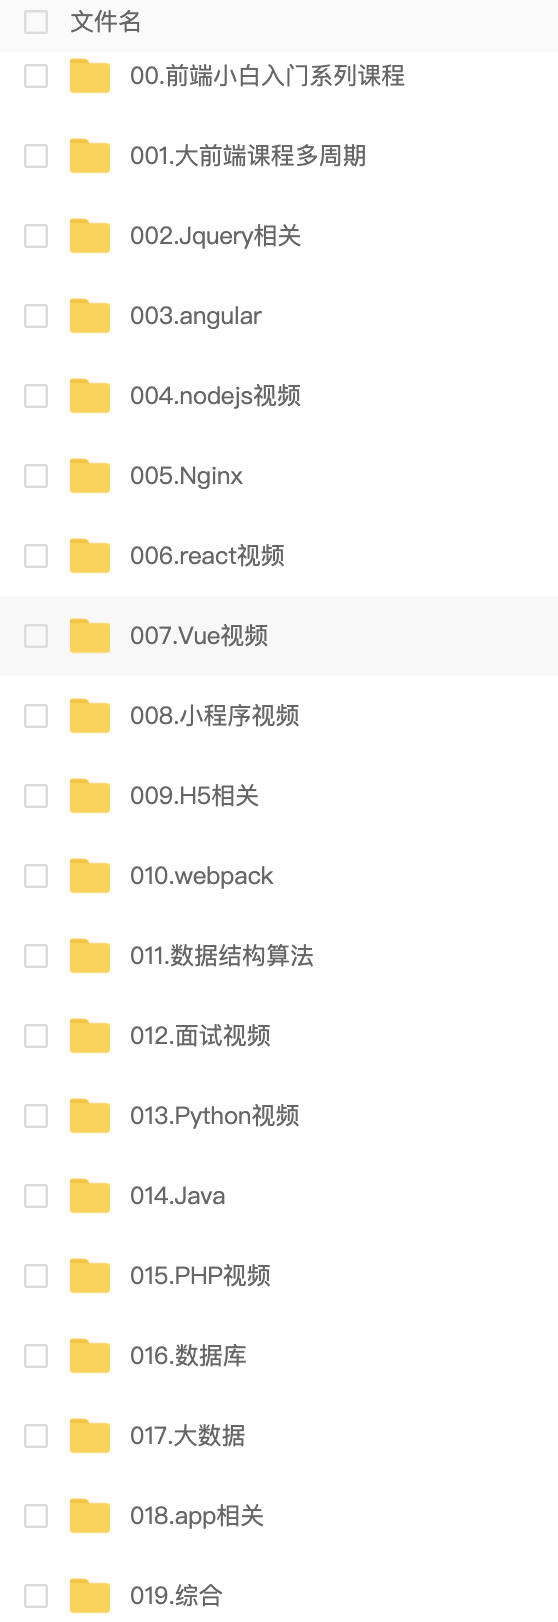 文件名
00.前端小白入门系列课程
001.大前端课程多周期
002.Jquery相关
003.angular
004.nodejs视频
005.Nginx
006.react视频
007.Vue视频
008.小程序视频
009.H5相关
010.webpack
011.数据结构算法
012.面试视频
013.Python视频
014.Java
015.PHP视频
016.数据库
017.大数据
018.app相关
019.综合